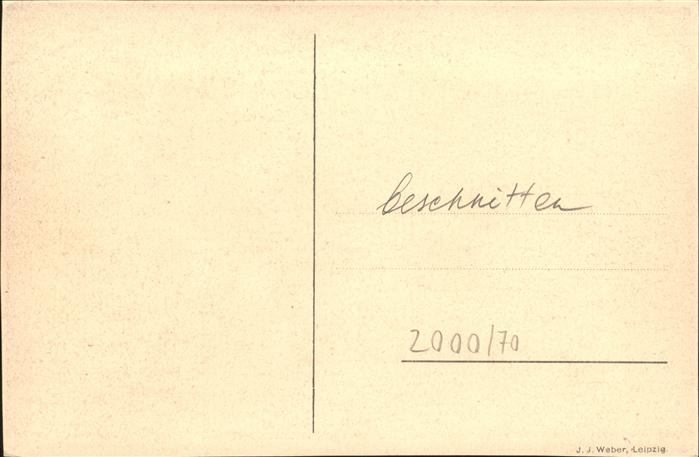 beschnitten
2000/70
J. J. Weber, Leipzig.